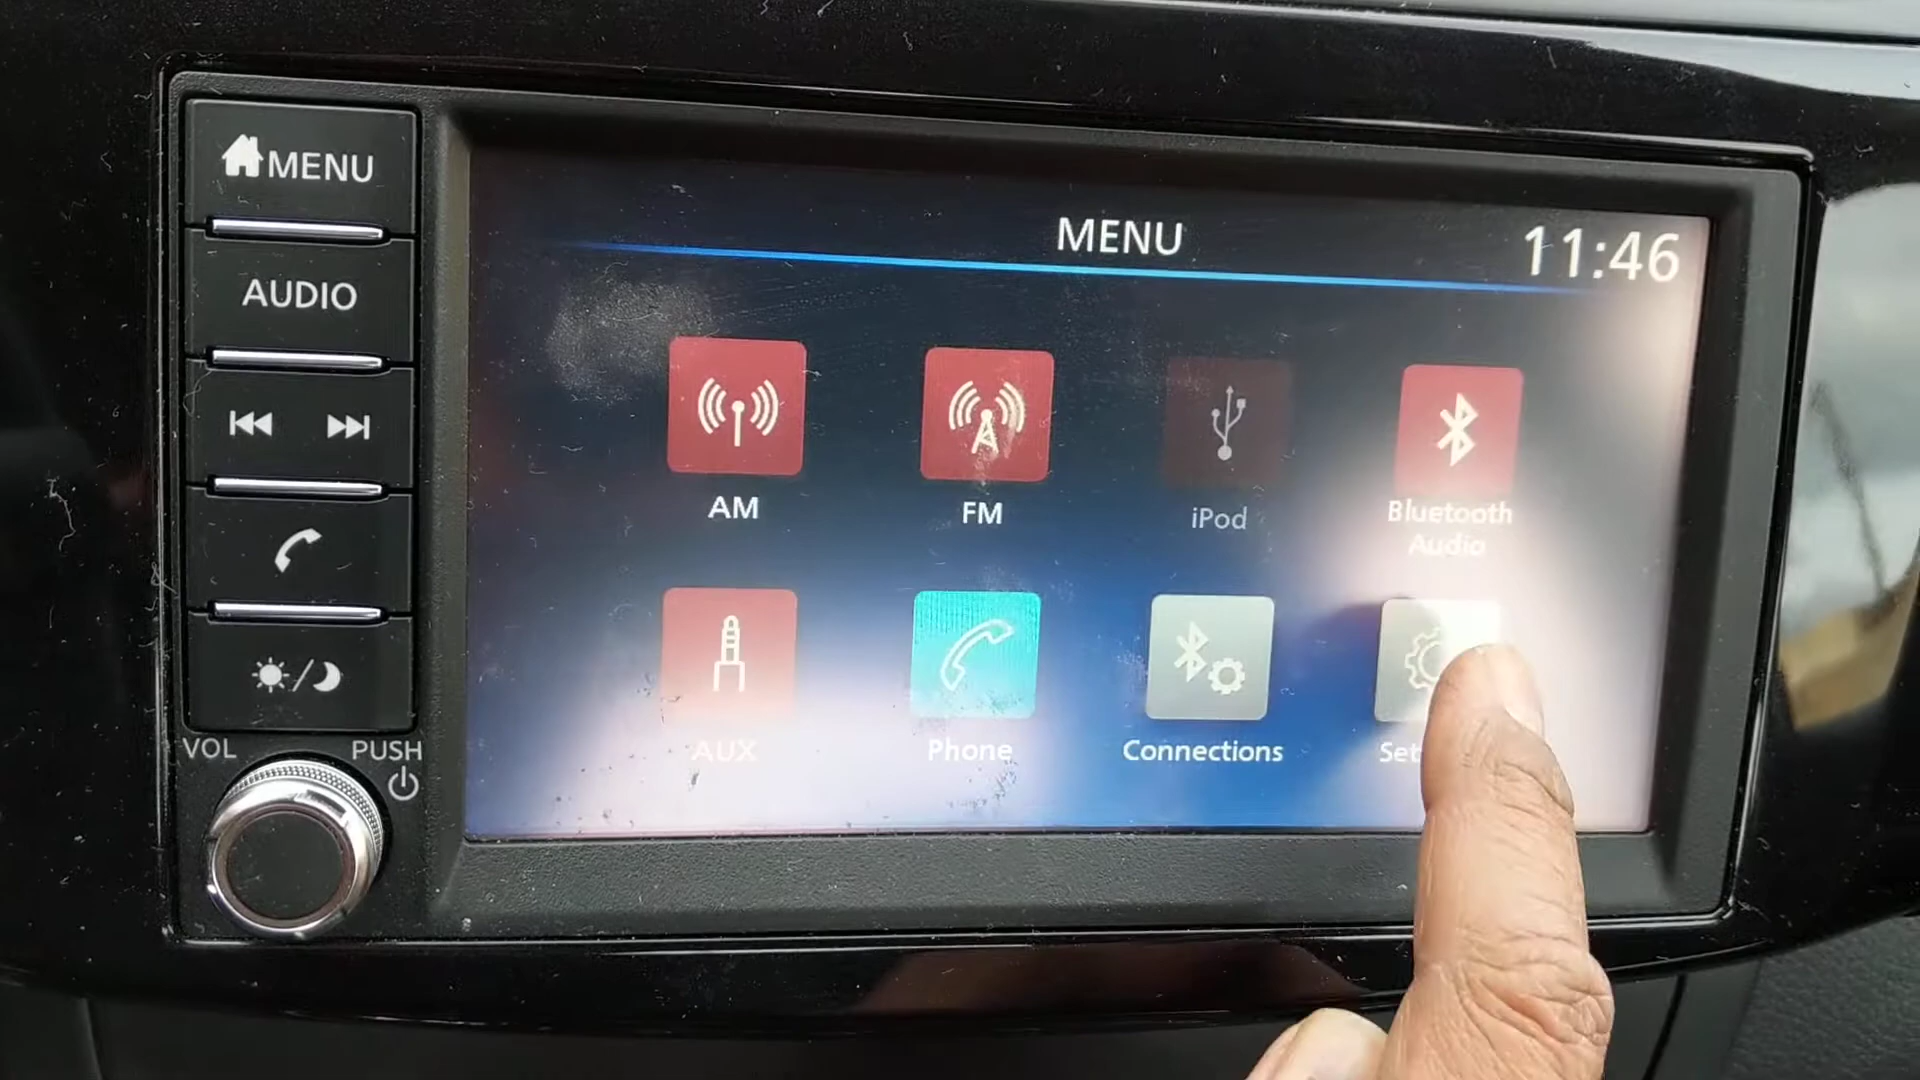 MENU
AUDIO
VOL
PUSH
MENU
11:46
AM
FM
iPod
Bluetooth
Audio
AUX
Phone
Connections